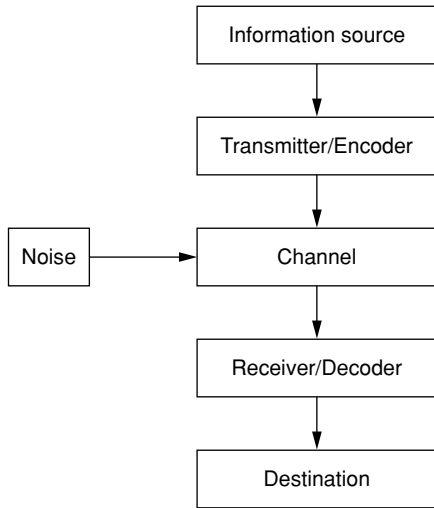 Information source
Transmitter/Encoder
Noise
Channel
Receiver/Decoder
Destination